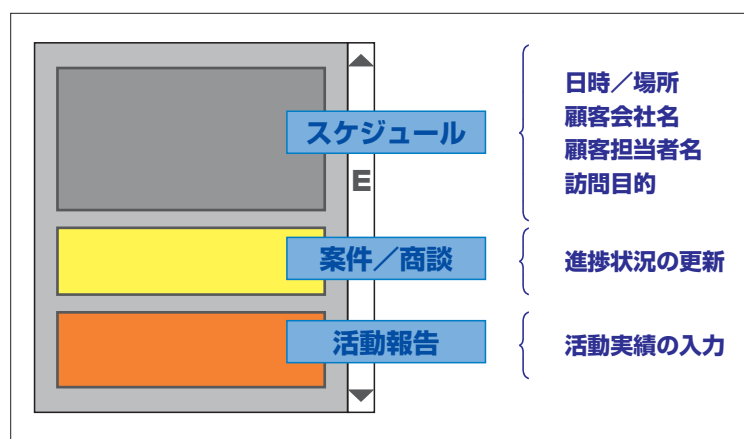 スケジュール
日時／場所
顧客会社名
顧客担当者名
訪問目的
E
案件／商談
進捗状況の更新
活動報告
活動実績の入力